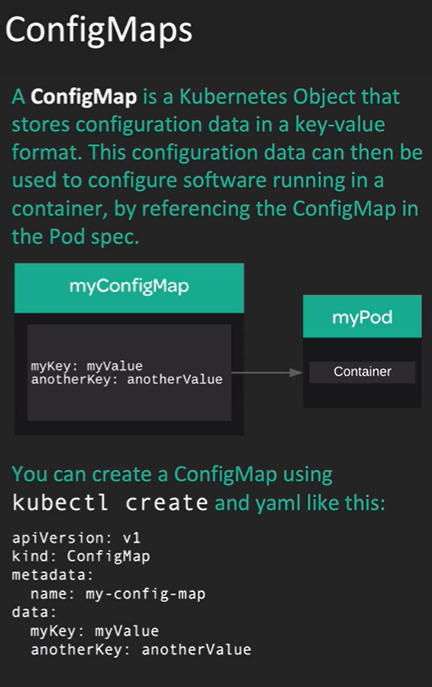 ConfigMaps
A ConfigMap is a Kubernetes Object that
stores configuration data in a key-value
format. This configuration data can then be
used to configure software running in a
container, by referencing the ConfigMap in
the Pod spec.
myConfigMap
myKey: myValue
anotherKey: anotherValue
myPod
Container
You can create a ConfigMap using
kubectl create and yaml like this:
apiVersion: v1
kind: ConfigMap
metadata:
  name: my-config-map
data:
  myKey: myValue
  anotherKey: anotherValue